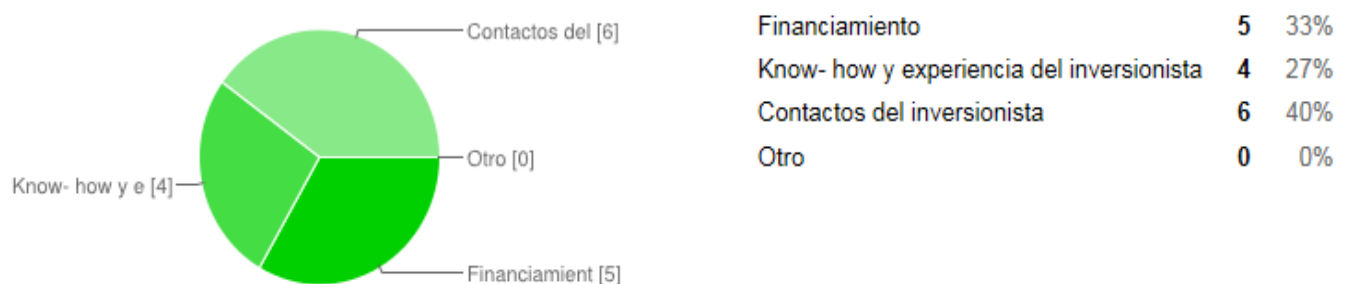 Contactos del [6]
Otro [0]
Know- how y e [4]
Financiamient [5]
Financiamiento 5 33%
Know- how y experiencia del inversionista 4 27%
Contactos del inversionista 6 40%
Otro 0 0%